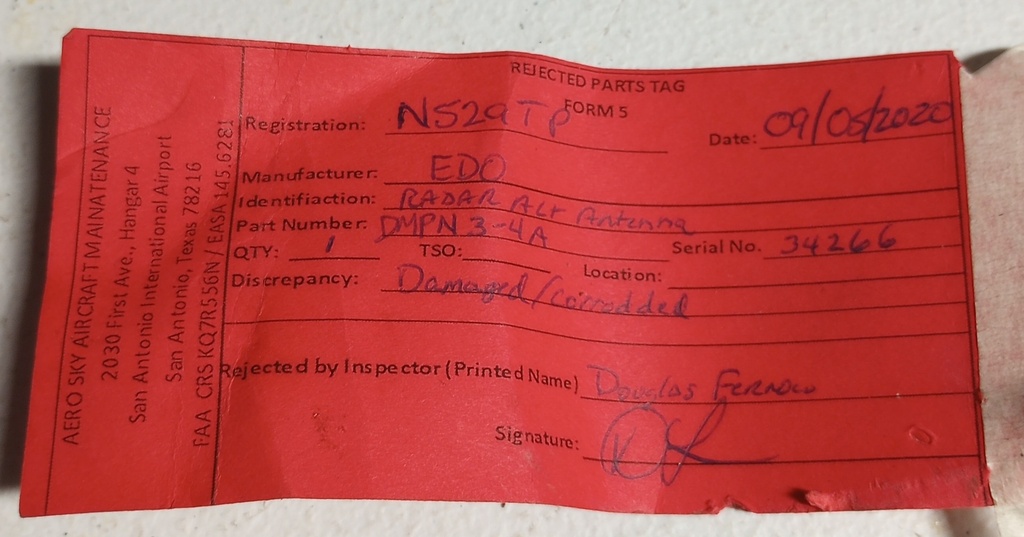 AERO SKY AIRCRAFT MAINATENANCE
2030 First Ave., Hangar 4
San Antonio International Airport
San Antonio, Texas 78216
FAA CRS KQ7R556N / EASA 145.6281
REJECTED PARTS TAG
FORM 5
Registration: N529TP Date: 09/05/2020
Manufacturer: EDO
Identifiaction: RADAR ALT Antenna
Part Number: DMPN 3-4A
QTY: 1 TSO: Serial No. 34266
Location:
Discrepancy: Damaged/Corrodded
Rejected by Inspector (Printed Name) Douglas Fernow
Signature: